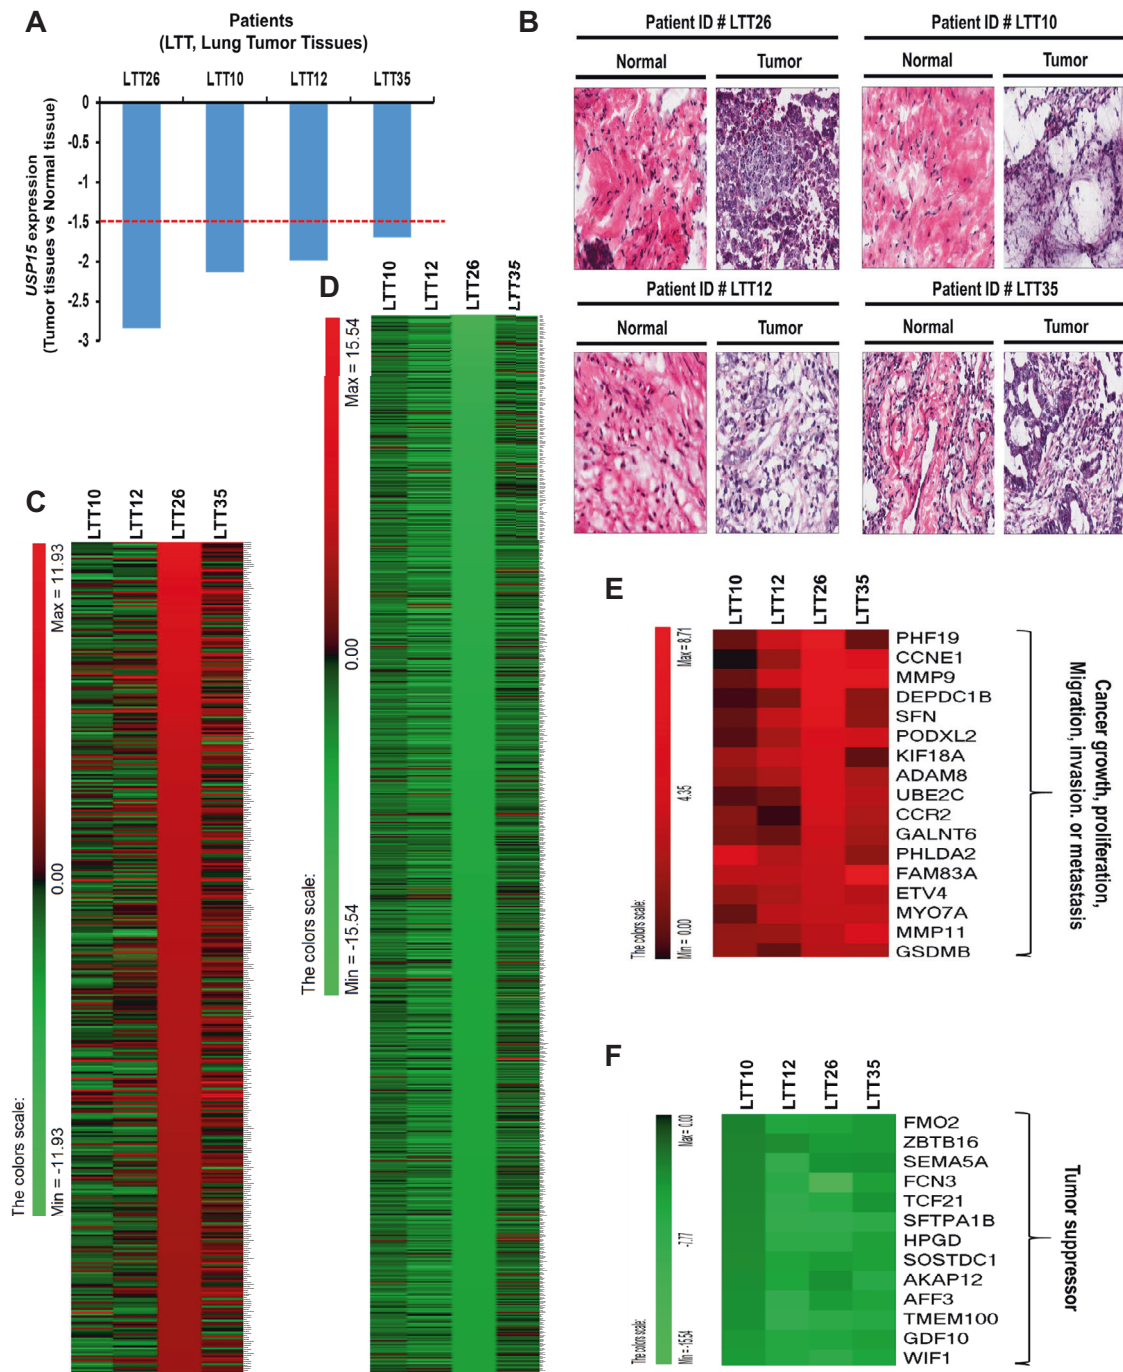 A
Patients
(LTT, Lung Tumor Tissues)
LTT26 LTT10 LTT12 LTT35
0
-0.5
-1
-1.5
-2
-2.5
-3
USP15 expression
(Tumor tissues vs Normal tissue)
B
Patient ID # LTT26
Normal Tumor
Patient ID # LTT10
Normal Tumor
Patient ID # LTT12
Normal Tumor
Patient ID # LTT35
Normal Tumor
C
LTT10 LTT12 LTT26 LTT35
Max = 11.93
0.00
Min = -11.93
The colors scale:
D
LTT10 LTT12 LTT26 LTT35
Max = 15.54
0.00
Min = -15.54
The colors scale:
E
LTT10 LTT12 LTT26 LTT35
Max = 8.71
4.35
Min = 0.00
The colors scale:
PHF19
CCNE1
MMP9
DEPDC1B
SFN
PODXL2
KIF18A
ADAM8
UBE2C
CCR2
GALNT6
PHLDA2
FAM83A
ETV4
MYO7A
MMP11
GSDMB
Cancer growth, proliferation,
Migration, invasion. or metastasis
F
LTT10 LTT12 LTT26 LTT35
Max = 0.00
-7.77
Min = -15.54
The colors scale:
FMO2
ZBTB16
SEMA5A
FCN3
TCF21
SFTPA1B
HPGD
SOSTDC1
AKAP12
AFF3
TMEM100
GDF10
WIF1
Tumor suppressor